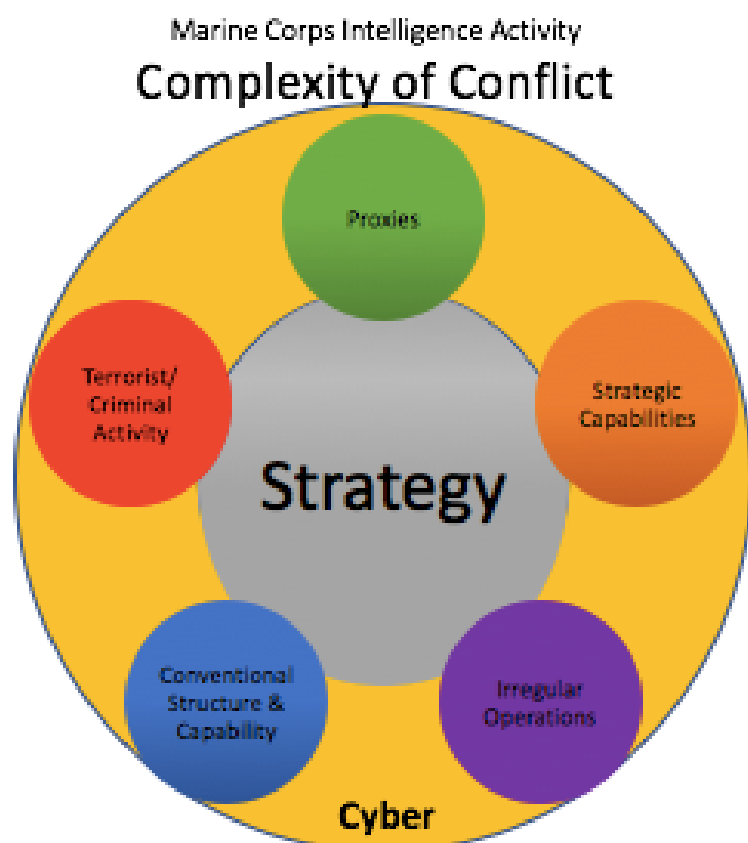 Marine Corps Intelligence Activity
Complexity of Conflict
Proxies
Terrorist/
Criminal
Activity
Strategic
Capabilities
Strategy
Conventional
Structure &
Capability
Irregular
Operations
Cyber